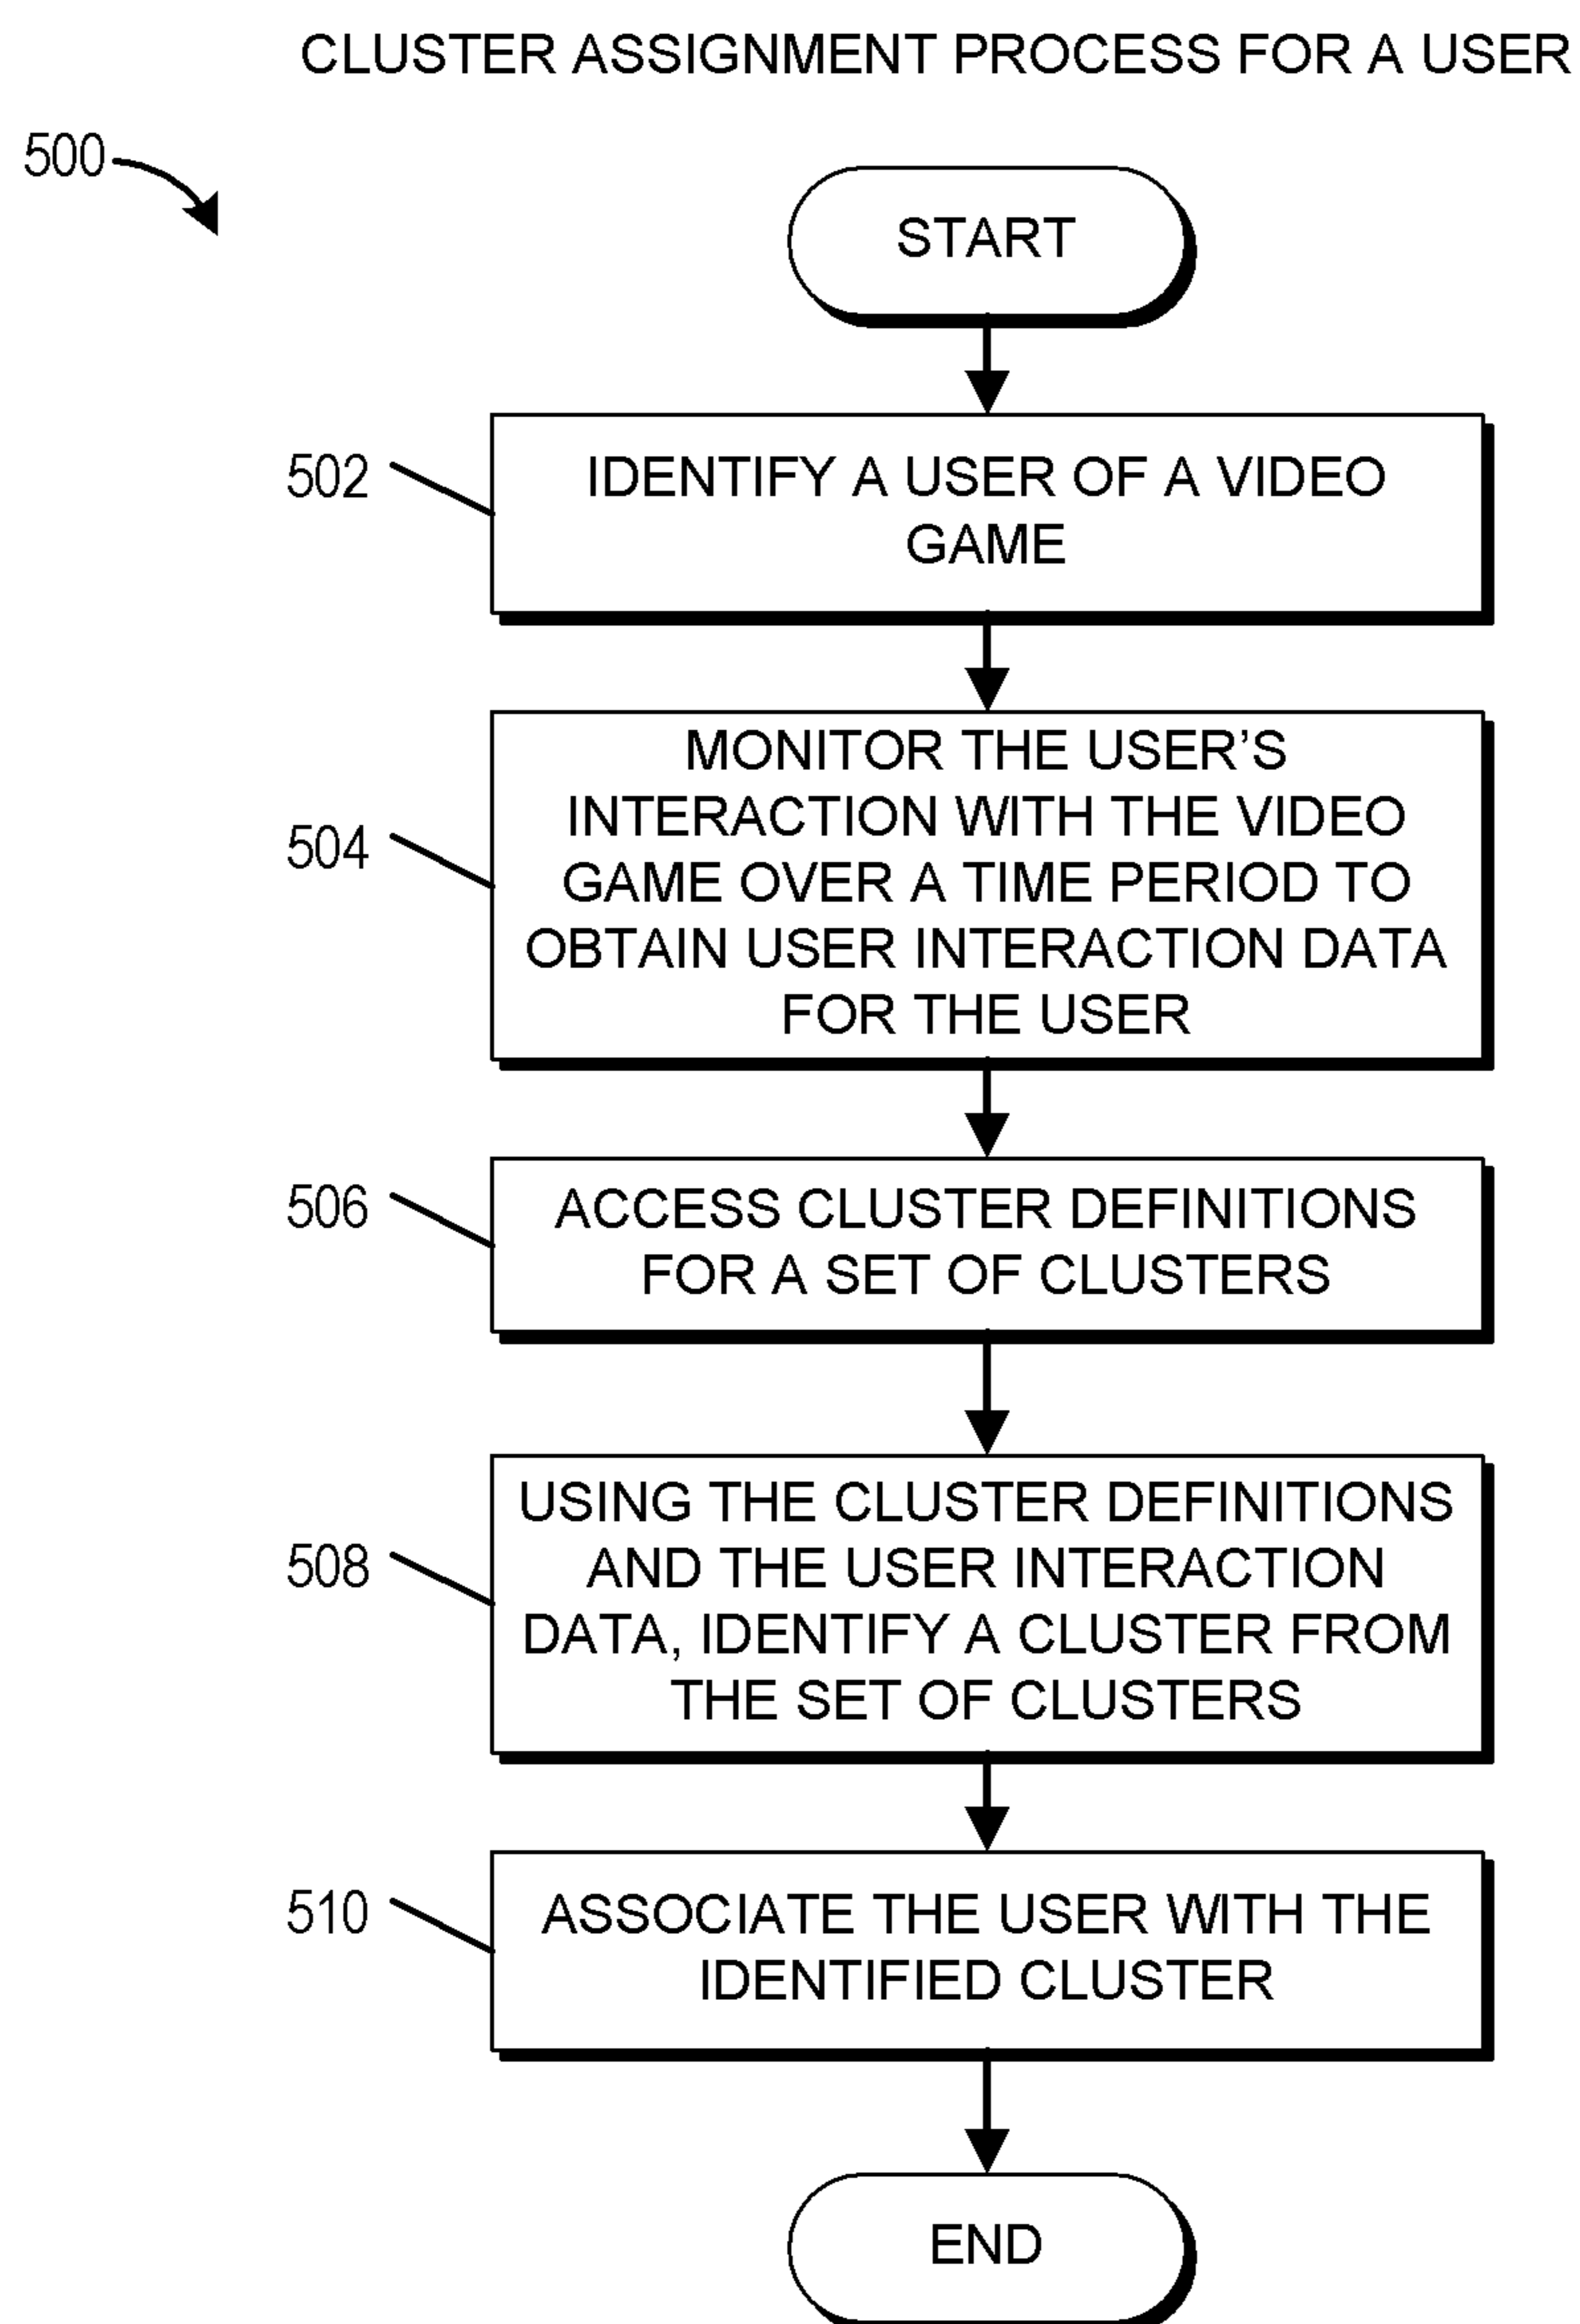 CLUSTER ASSIGNMENT PROCESS FOR A USER
500
START
502
IDENTIFY A USER OF A VIDEO
GAME
504
MONITOR THE USER’S
INTERACTION WITH THE VIDEO
GAME OVER A TIME PERIOD TO
OBTAIN USER INTERACTION DATA
FOR THE USER
506
ACCESS CLUSTER DEFINITIONS
FOR A SET OF CLUSTERS
508
USING THE CLUSTER DEFINITIONS
AND THE USER INTERACTION
DATA, IDENTIFY A CLUSTER FROM
THE SET OF CLUSTERS
510
ASSOCIATE THE USER WITH THE
IDENTIFIED CLUSTER
END